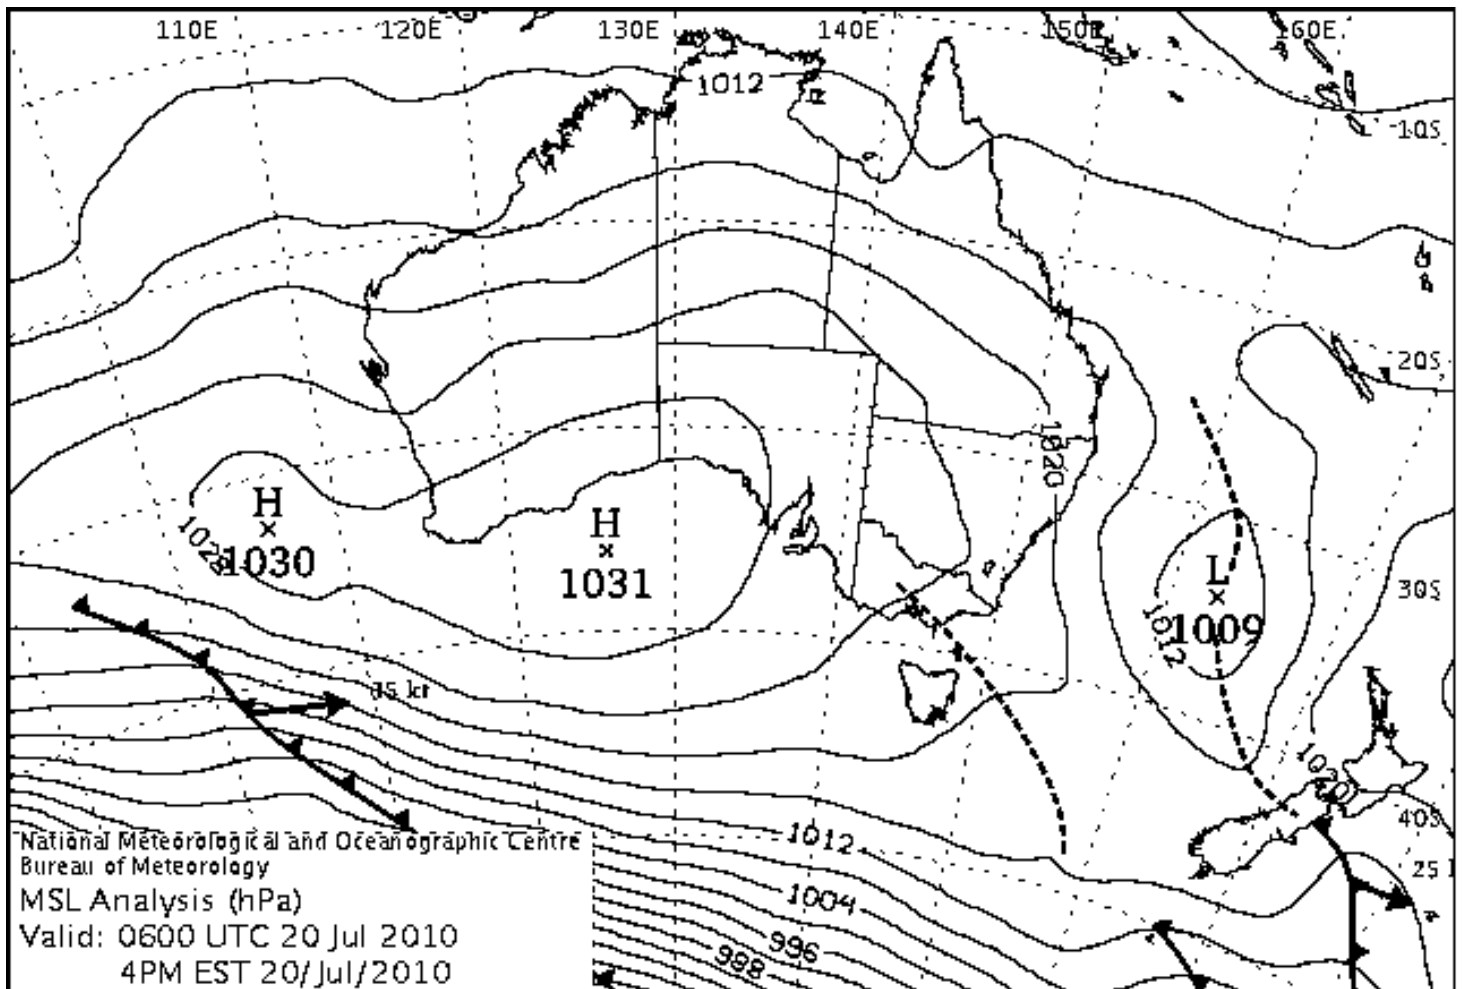 110E 120E 130E 140E 150E 160E
1012
10S
20S
1020
H
1030
H
1031
L
1009
1012
30S
35 kt
40S
1012
1004
996
988
National Meteorological and Oceanographic Centre
Bureau of Meteorology
MSL Analysis (hPa)
Valid: 0600 UTC 20 Jul 2010
4PM EST 20/Jul/2010